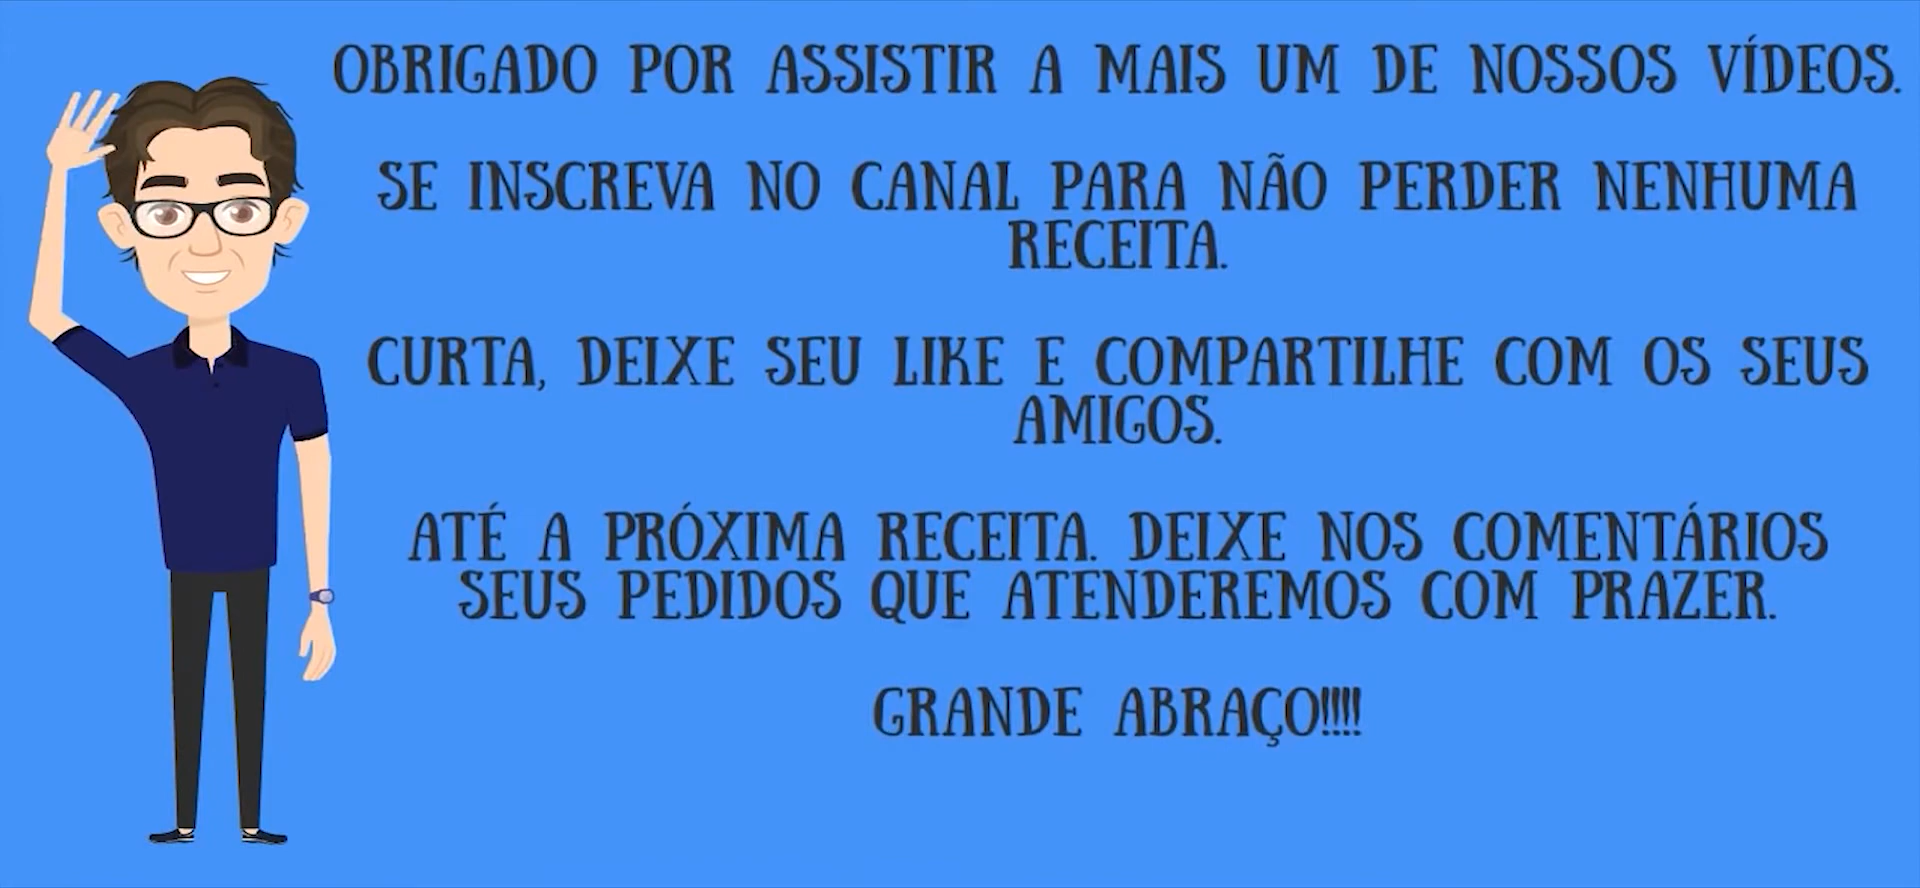 OBRIGADO POR ASSISTIR A MAIS UM DE NOSSOS VÍDEOS.
SE INSCREVA NO CANAL PARA NÃO PERDER NENHUMA
RECEITA.
CURTA, DEIXE SEU LIKE E COMPARTILHE COM OS SEUS
AMIGOS.
ATÉ A PRÓXIMA RECEITA. DEIXE NOS COMENTÁRIOS
SEUS PEDIDOS QUE ATENDEREMOS COM PRAZER.
GRANDE ABRAÇO!!!!